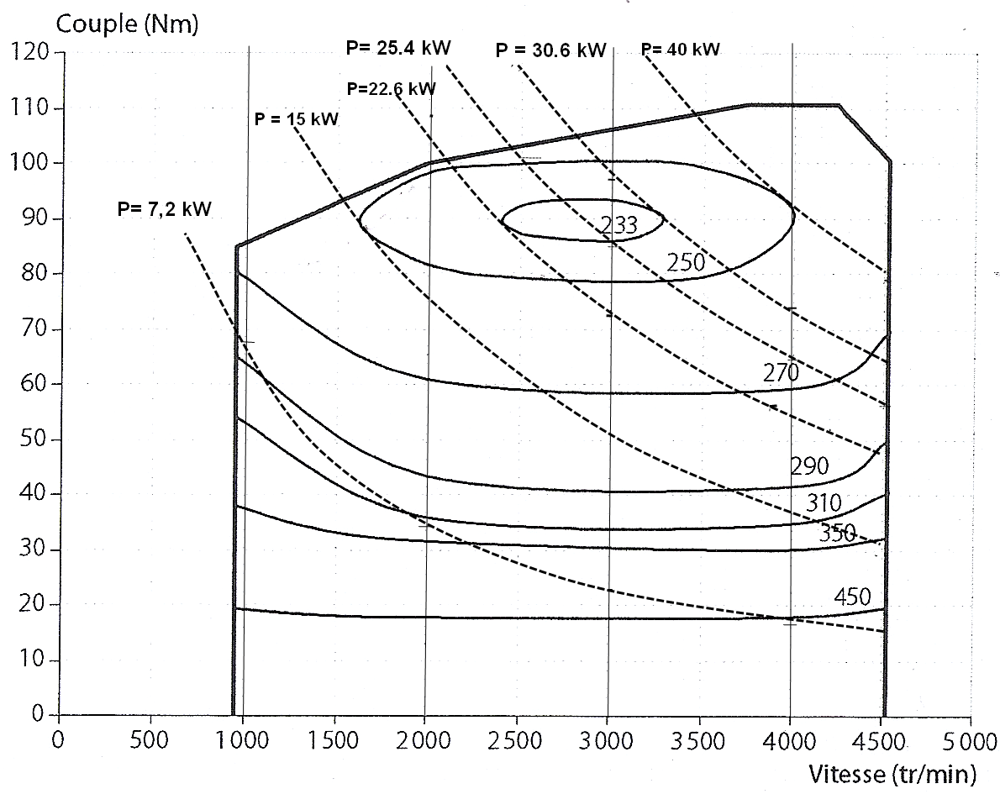 Couple (Nm)
P= 25.4 kW
P = 30.6 kW
P= 40 kW
120
P=22.6 kW
110
P = 15 kW
100
P= 7,2 kW
90
233
250
80
70
270
60
50
290
40
310
350
30
450
20
10
0
0 500 1000 1500 2000 2500 3000 3500 4000 4500 5000
Vitesse (tr/min)